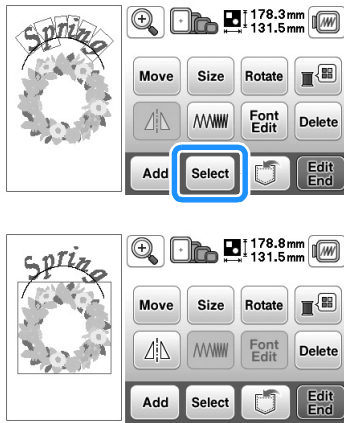 Spring
178.3mm
131.5mm
Move Size Rotate
Font Edit Delete
Add Select Edit End
Spring
178.8mm
131.5mm
Move Size Rotate
Font Edit Delete
Add Select Edit End